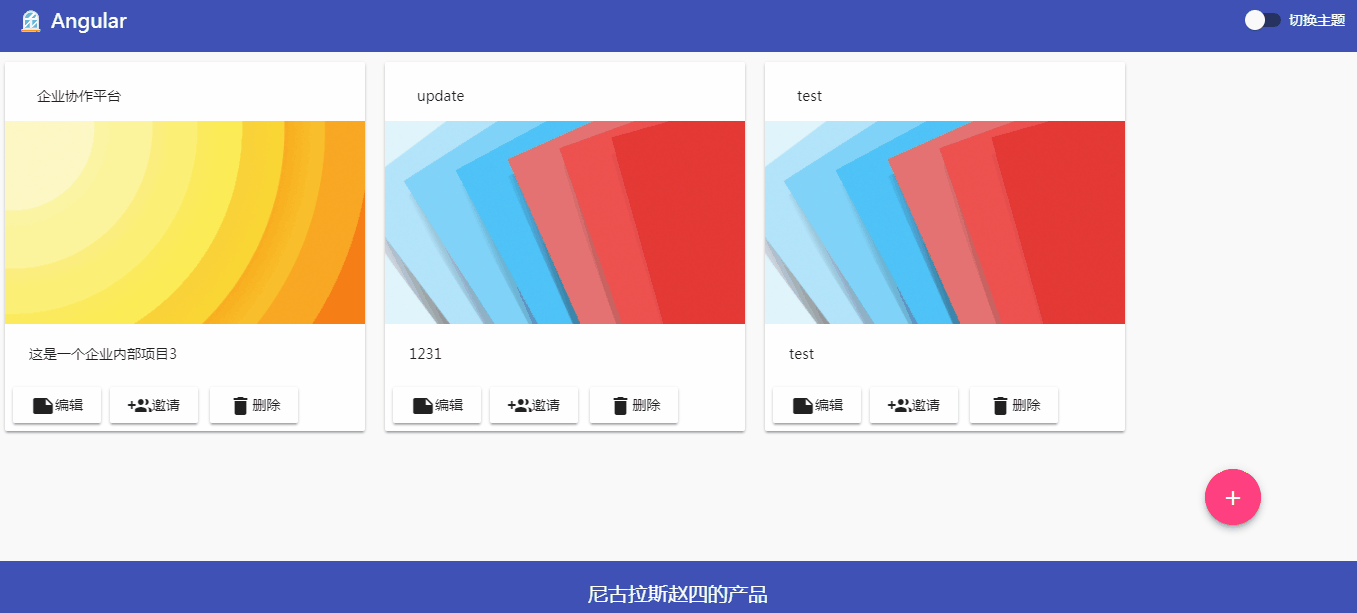 Angular
切换主题
企业协作平台
update
test
这是一个企业内部项目3
1231
test
编辑 邀请 删除
编辑 邀请 删除
编辑 邀请 删除
+
尼古拉斯赵四的产品